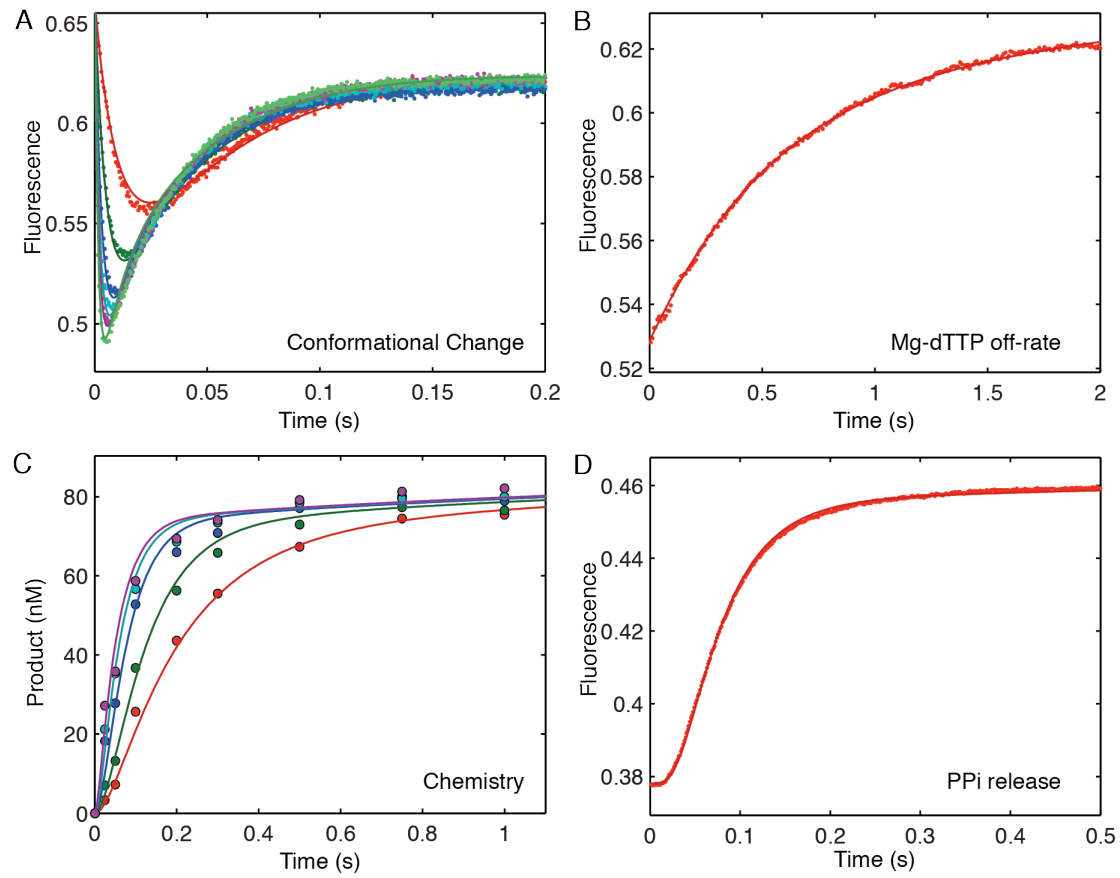 A
Fluorescence
0.65
0.6
0.55
0.5
Conformational Change
0
0.05
0.1
0.15
0.2
Time (s)
B
Fluorescence
0.62
0.6
0.58
0.56
0.54
0.52
Mg-dTTP off-rate
0
0.5
1
1.5
2
Time (s)
C
Product (nM)
80
60
40
20
0
Chemistry
0
0.2
0.4
0.6
0.8
1
Time (s)
D
Fluorescence
0.46
0.44
0.42
0.4
0.38
PPi release
0
0.1
0.2
0.3
0.4
0.5
Time (s)